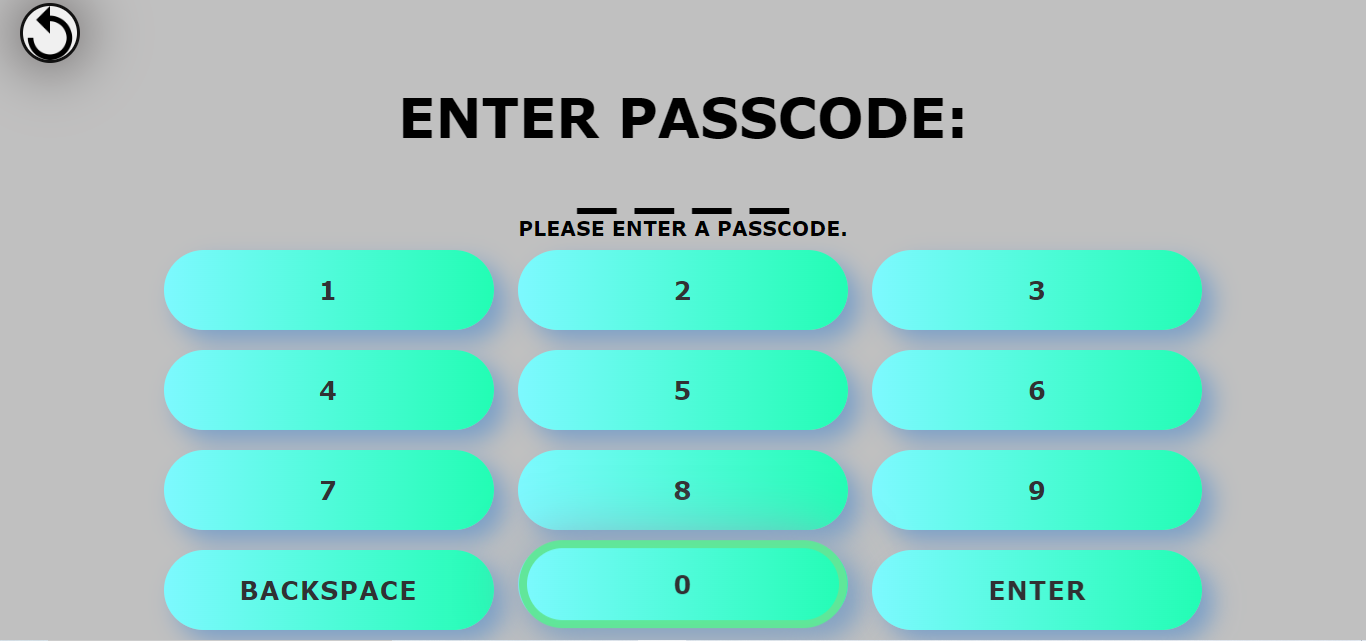 ENTER PASSCODE:
_ _ _ _
PLEASE ENTER A PASSCODE.
1 2 3
4 5 6
7 8 9
BACKSPACE 0 ENTER